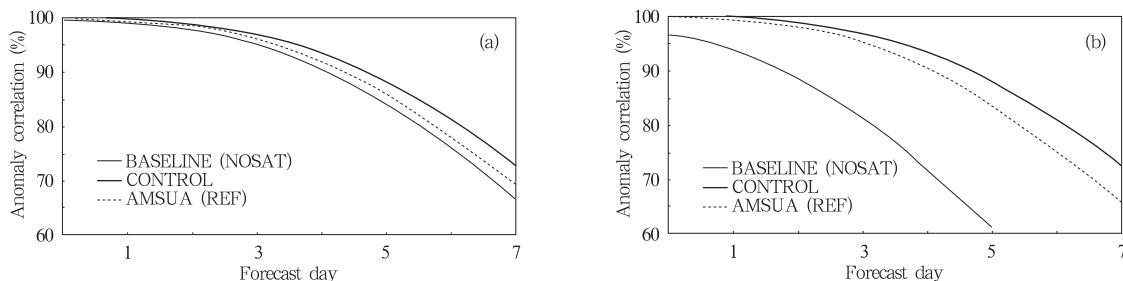 100
90
80
70
60
Anomaly correlation (%)
(a)
BASELINE (NOSAT)
CONTROL
AMSUA (REF)
1 3 5 7
Forecast day
100
90
80
70
60
Anomaly correlation (%)
(b)
BASELINE (NOSAT)
CONTROL
AMSUA (REF)
1 3 5 7
Forecast day